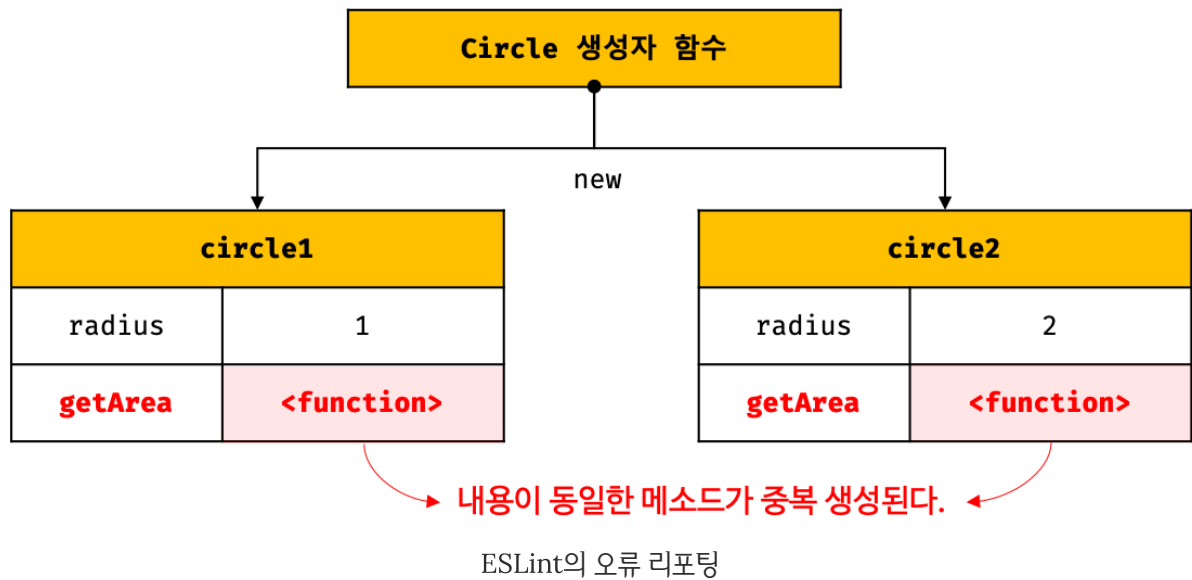 Circle 생성자 함수
new
circle1
circle2
radius 1
radius 2
getArea <function>
getArea <function>
내용이 동일한 메소드가 중복 생성된다.
ESLint의 오류 리포팅